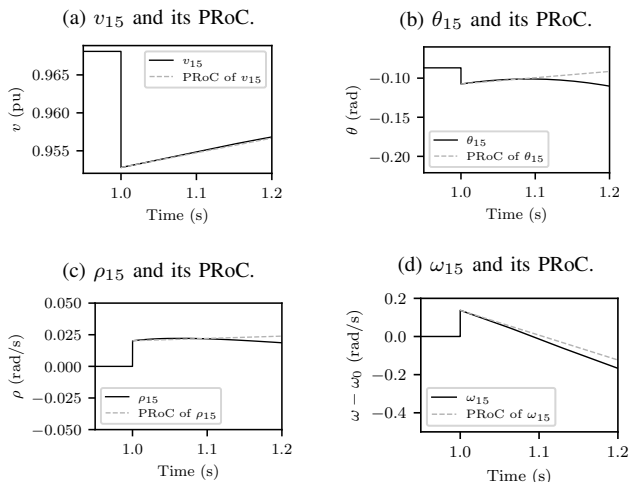 (a) v₁₅ and its PRoC.
0.965
0.960
0.955
v (pu)
v₁₅
PRoC of v₁₅
1.0 1.1 1.2
Time (s)
(b) θ₁₅ and its PRoC.
−0.10
−0.15
−0.20
θ (rad)
θ₁₅
PRoC of θ₁₅
1.0 1.1 1.2
Time (s)
(c) ρ₁₅ and its PRoC.
0.050
0.025
0.000
−0.025
−0.050
ρ (rad/s)
ρ₁₅
PRoC of ρ₁₅
1.0 1.1 1.2
Time (s)
(d) ω₁₅ and its PRoC.
0.2
0.0
−0.2
−0.4
ω − ω₀ (rad/s)
ω₁₅
PRoC of ω₁₅
1.0 1.1 1.2
Time (s)